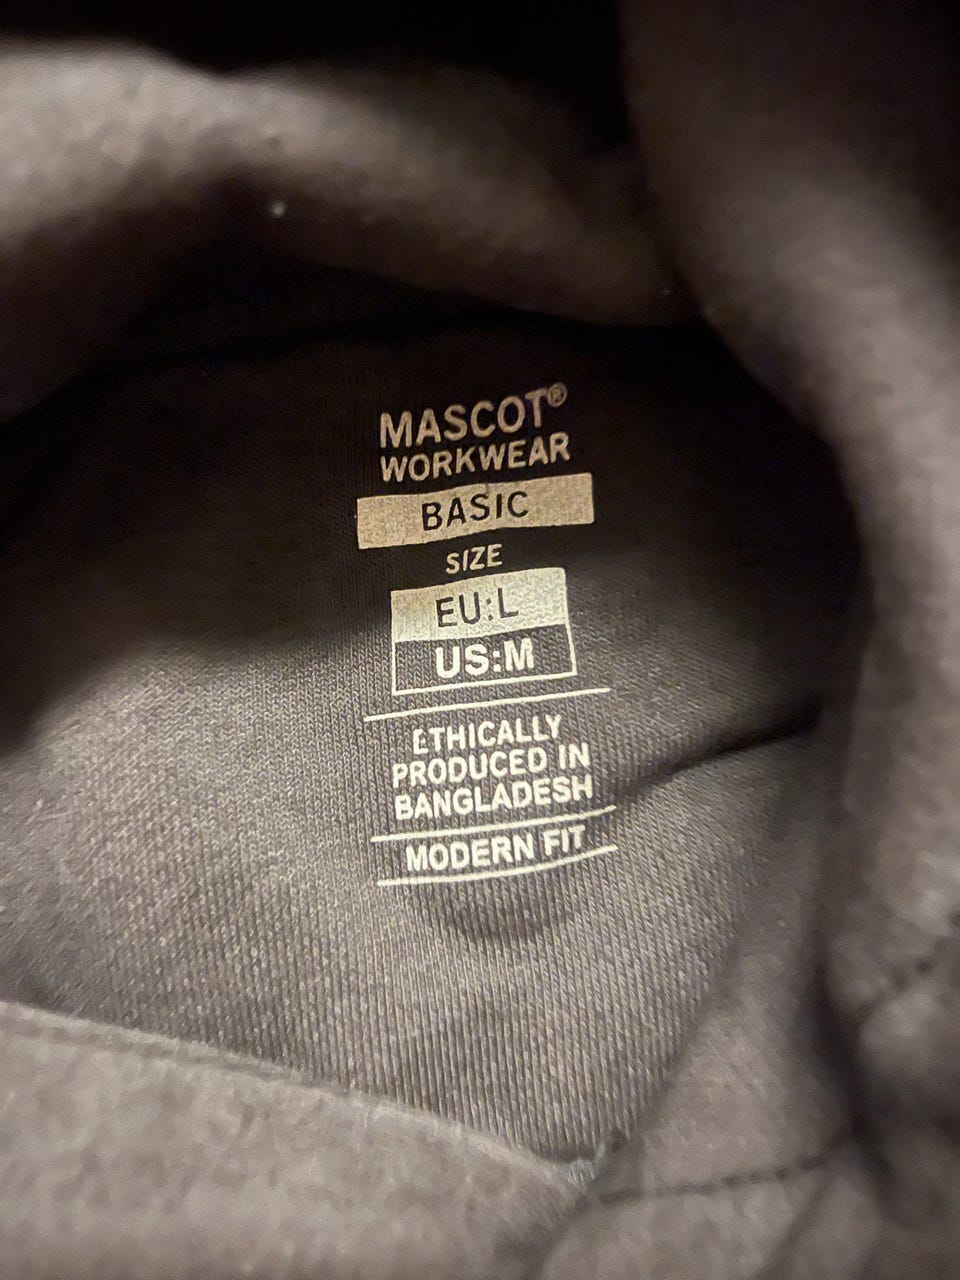 MASCOT®
WORKWEAR
BASIC
SIZE
EU:L
US:M
ETHICALLY
PRODUCED IN
BANGLADESH
MODERN FIT